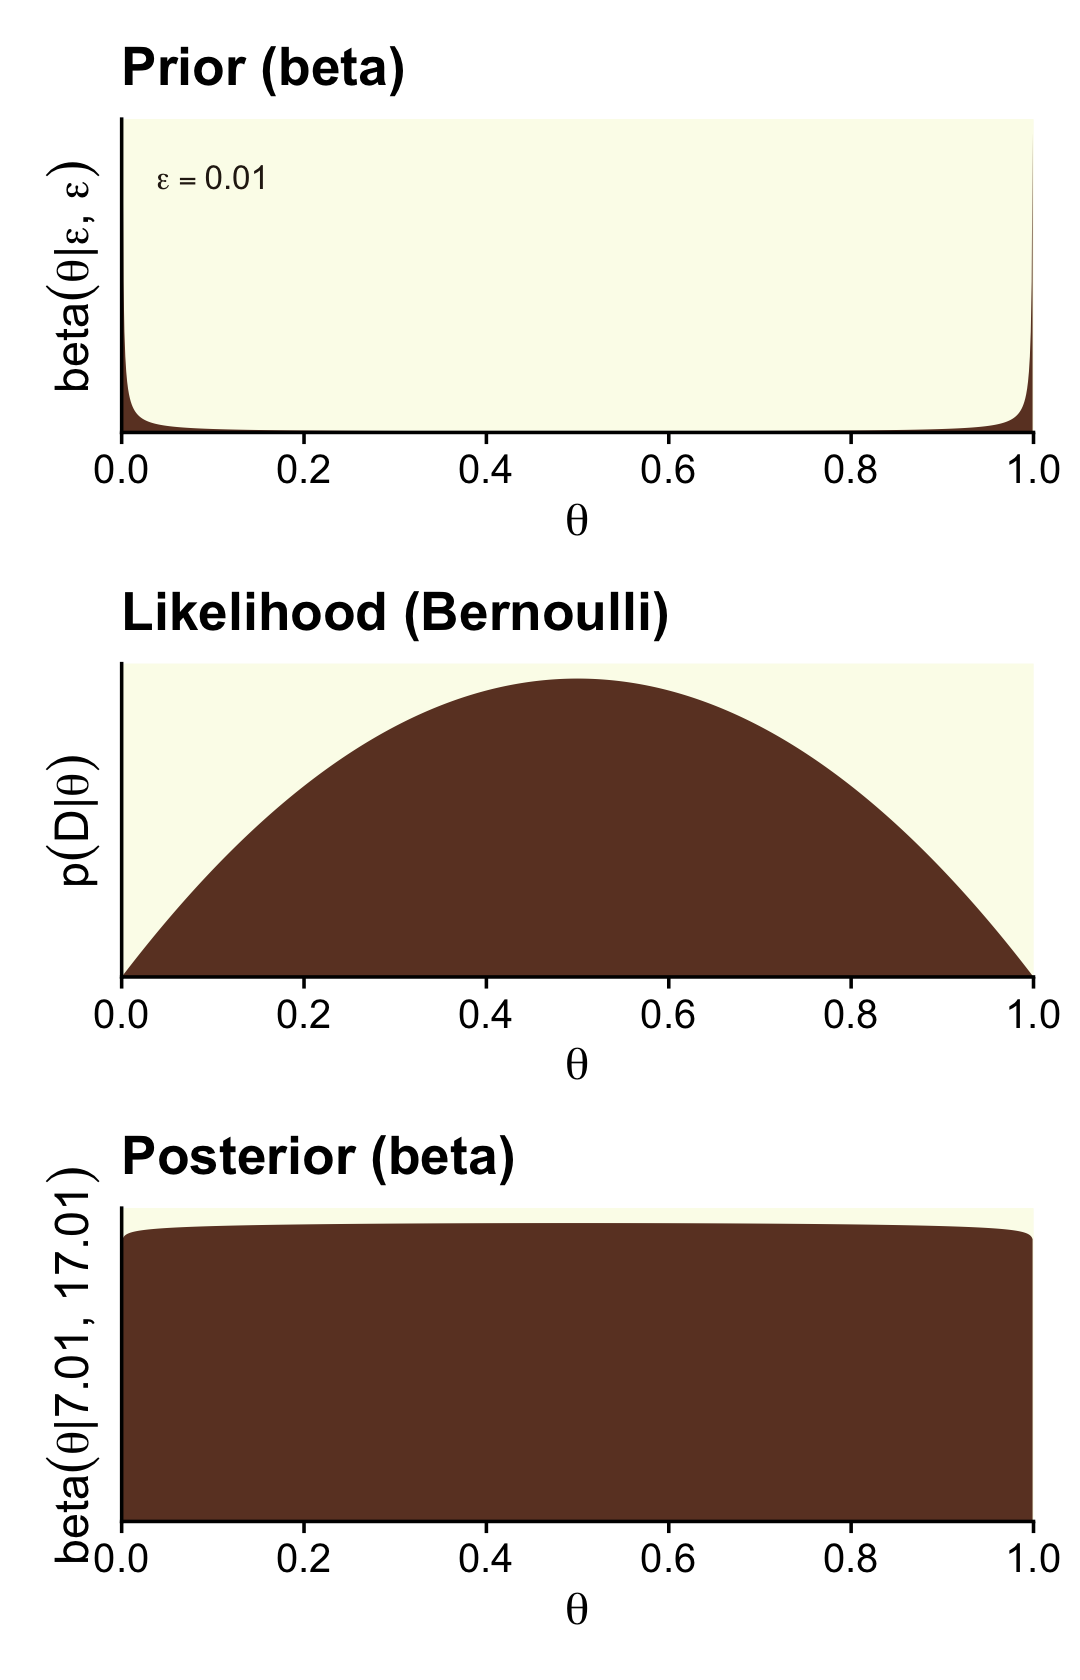 Prior (beta)
beta(θ|ε, ε)
ε = 0.01
0.0 0.2 0.4 0.6 0.8 1.0
θ
Likelihood (Bernoulli)
p(D|θ)
0.0 0.2 0.4 0.6 0.8 1.0
θ
Posterior (beta)
beta(θ|7.01, 17.01)
0.0 0.2 0.4 0.6 0.8 1.0
θ